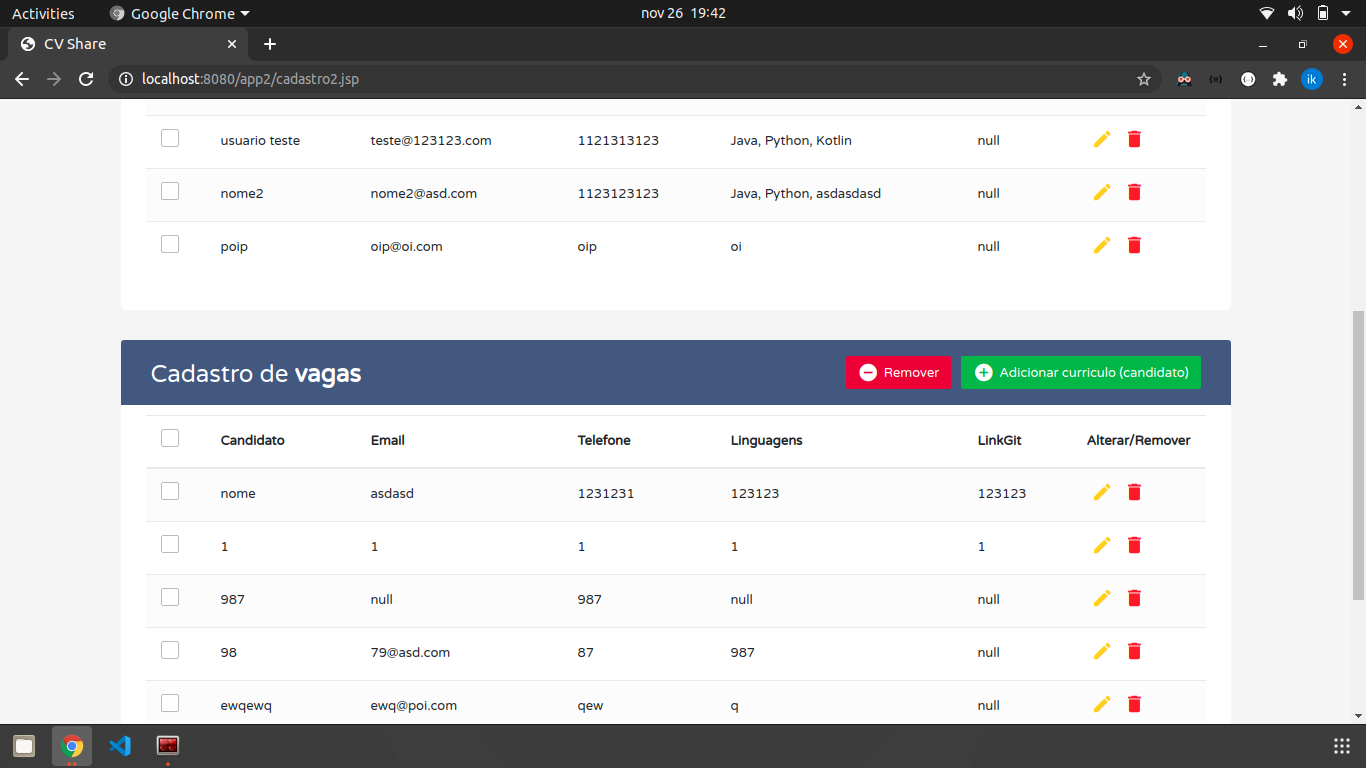 Activities Google Chrome nov 26 19:42
CV Share
localhost:8080/app2/cadastro2.jsp ik
usuario teste teste@123123.com 1121313123 Java, Python, Kotlin null
nome2 nome2@asd.com 1123123123 Java, Python, asdasdasd null
poip oip@oi.com oip oi null
Cadastro de vagas Remover Adicionar curriculo (candidato)
Candidato Email Telefone Linguagens LinkGit Alterar/Remover
nome asdasd 1231231 123123 123123
1 1 1 1 1
987 null 987 null null
98 79@asd.com 87 987 null
ewqewq ewq@poi.com qew q null